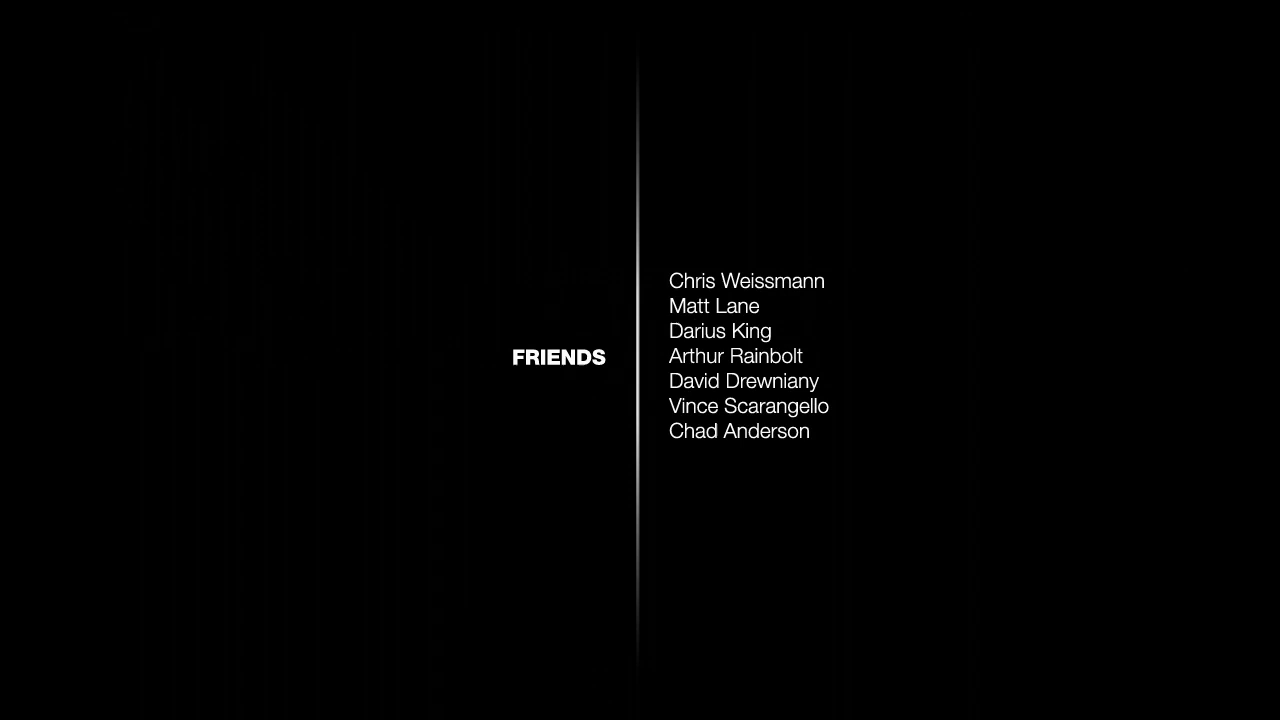 FRIENDS
Chris Weissmann
Matt Lane
Darius King
Arthur Rainbolt
David Drewniany
Vince Scarangello
Chad Anderson